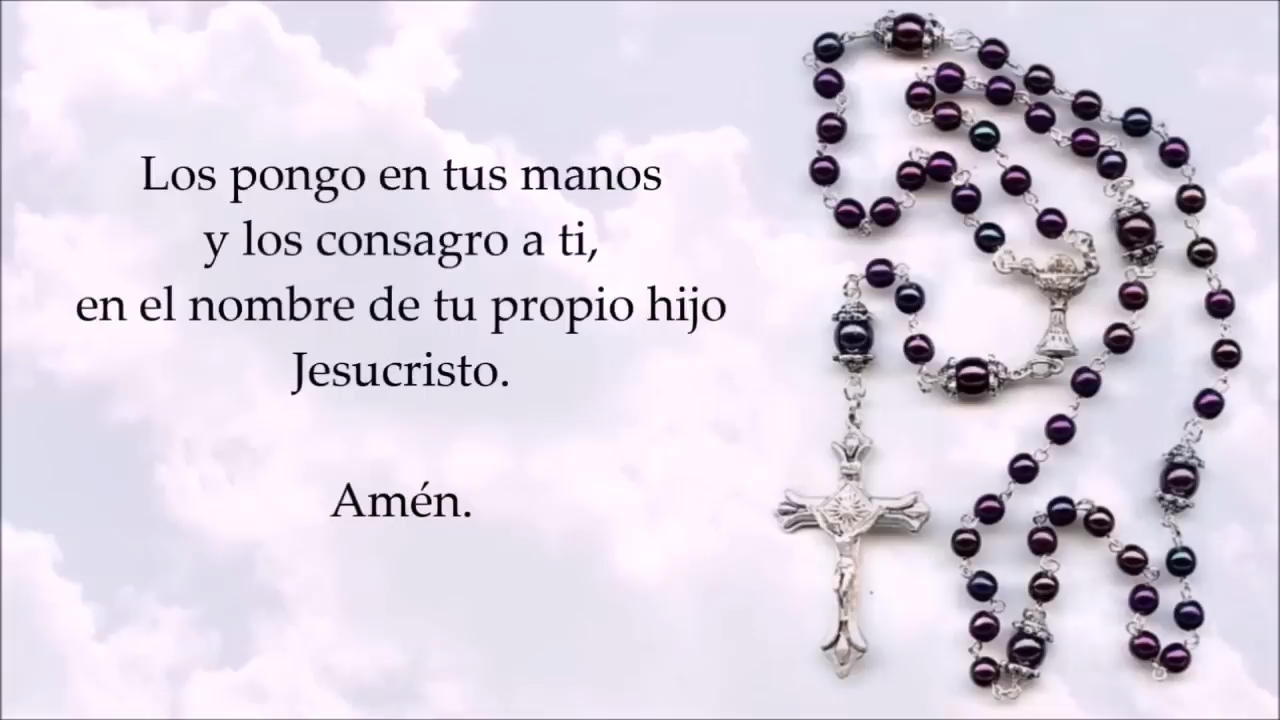 Los pongo en tus manos
y los consagro a ti,
en el nombre de tu propio hijo
Jesucristo.
Amén.